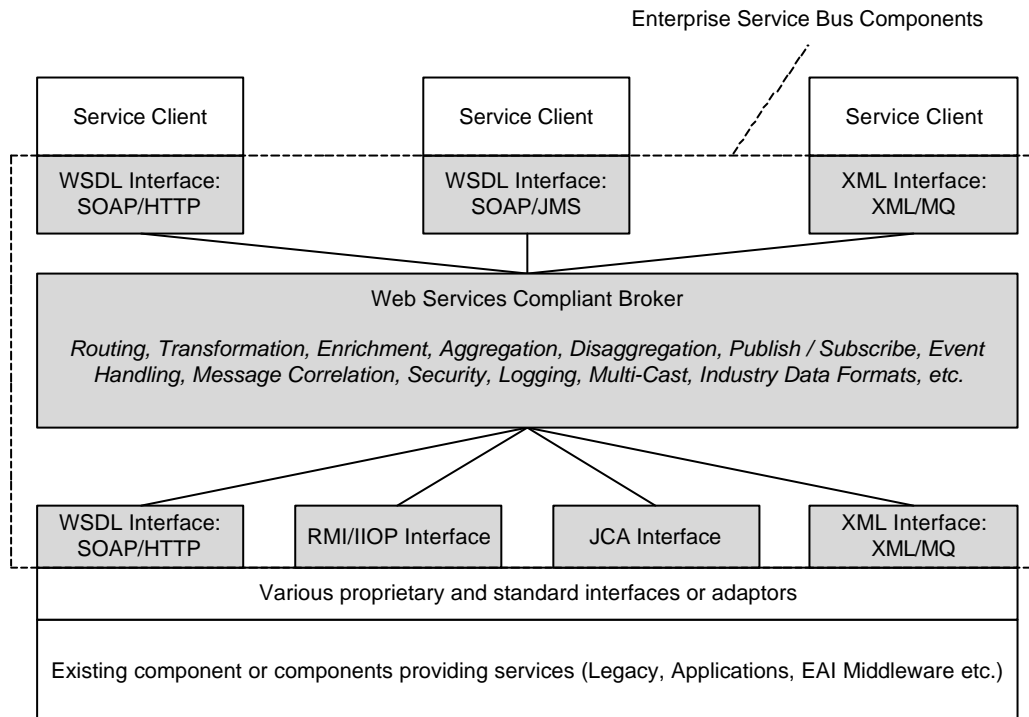 Enterprise Service Bus Components
Service Client
Service Client
Service Client
WSDL Interface:
SOAP/HTTP
WSDL Interface:
SOAP/JMS
XML Interface:
XML/MQ
Web Services Compliant Broker
Routing, Transformation, Enrichment, Aggregation, Disaggregation, Publish / Subscribe, Event
Handling, Message Correlation, Security, Logging, Multi-Cast, Industry Data Formats, etc.
WSDL Interface:
SOAP/HTTP
RMI/IIOP Interface
JCA Interface
XML Interface:
XML/MQ
Various proprietary and standard interfaces or adaptors
Existing component or components providing services (Legacy, Applications, EAI Middleware etc.)